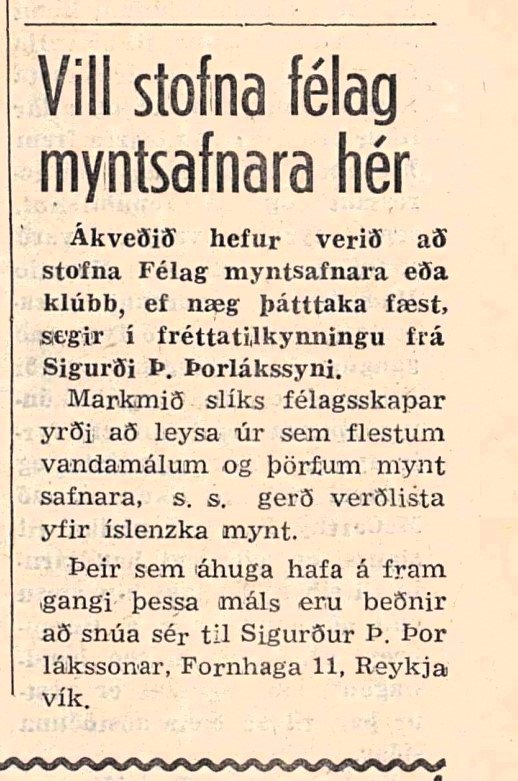 Vill stofna félag
myntsafnara hér
Ákveðið hefur verið að
stofna Félag myntsafnara eða
klúbb, ef næg þátttaka fæst,
segir í fréttatilkynningu frá
Sigurði Þ. Þorlákssyni.
Markmið slíks félagsskapar
yrði að leysa úr sem flestum
vandamálum og þörfum mynt
safnara, s. s. gerð verðlista
yfir íslenzka mynt.
Þeir sem áhuga hafa á fram
gangi þessa máls eru beðnir
að snúa sér til Sigurður Þ. Þor
lákssonar, Fornhaga 11, Reykja
vík.